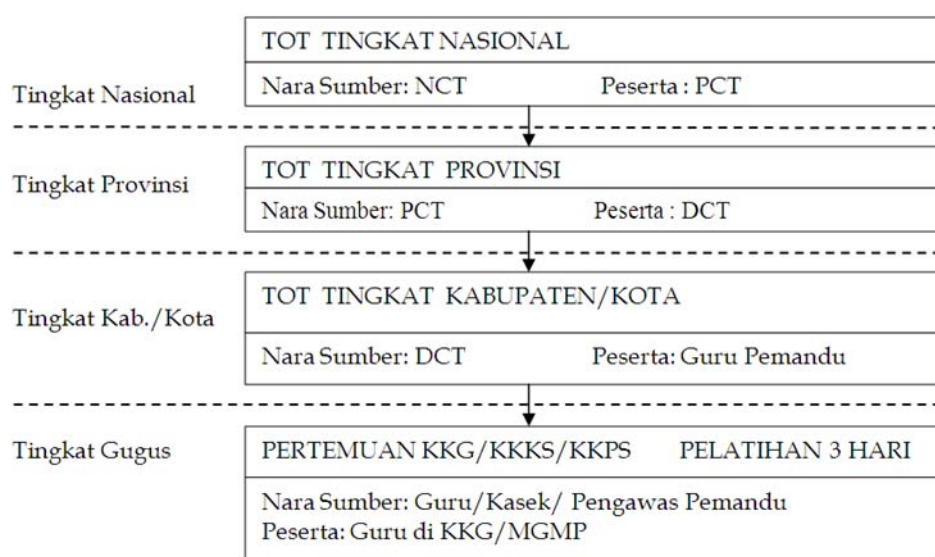 TOT TINGKAT NASIONAL
Tingkat Nasional
Nara Sumber: NCT Peserta : PCT
TOT TINGKAT PROVINSI
Tingkat Provinsi
Nara Sumber: PCT Peserta : DCT
TOT TINGKAT KABUPATEN/KOTA
Tingkat Kab./Kota
Nara Sumber: DCT Peserta: Guru Pemandu
Tingkat Gugus
PERTEMUAN KKG/KKKS/KKPS PELATIHAN 3 HARI
Nara Sumber: Guru/Kasek/ Pengawas Pemandu
Peserta: Guru di KKG/MGMP